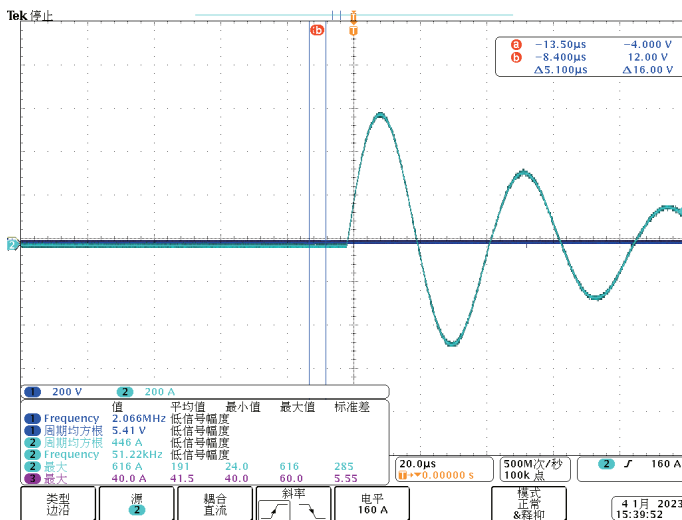 Tek 停止
b
T
T
a -13.50μs -4.000 V
b -8.400μs 12.00 V
Δ5.100μs Δ16.00 V
2
1 200 V 2 200 A
值 平均值 最小值 最大值 标准差
1 Frequency 2.066MHz 低信号幅度
1 周期均方根 5.41 V 低信号幅度
2 周期均方根 446 A 低信号幅度
2 Frequency 51.22kHz 低信号幅度
2 最大 616 A 191 24.0 616 285
3 最大 40.0 A 41.5 40.0 60.0 5.55
20.0μs
T→▼0.00000 s
500M次/秒
100k 点
2 160 A
类型
边沿
源
2
耦合
直流
斜率
电平
160 A
模式
正常
&释抑
4 1月 2023
15:39:52